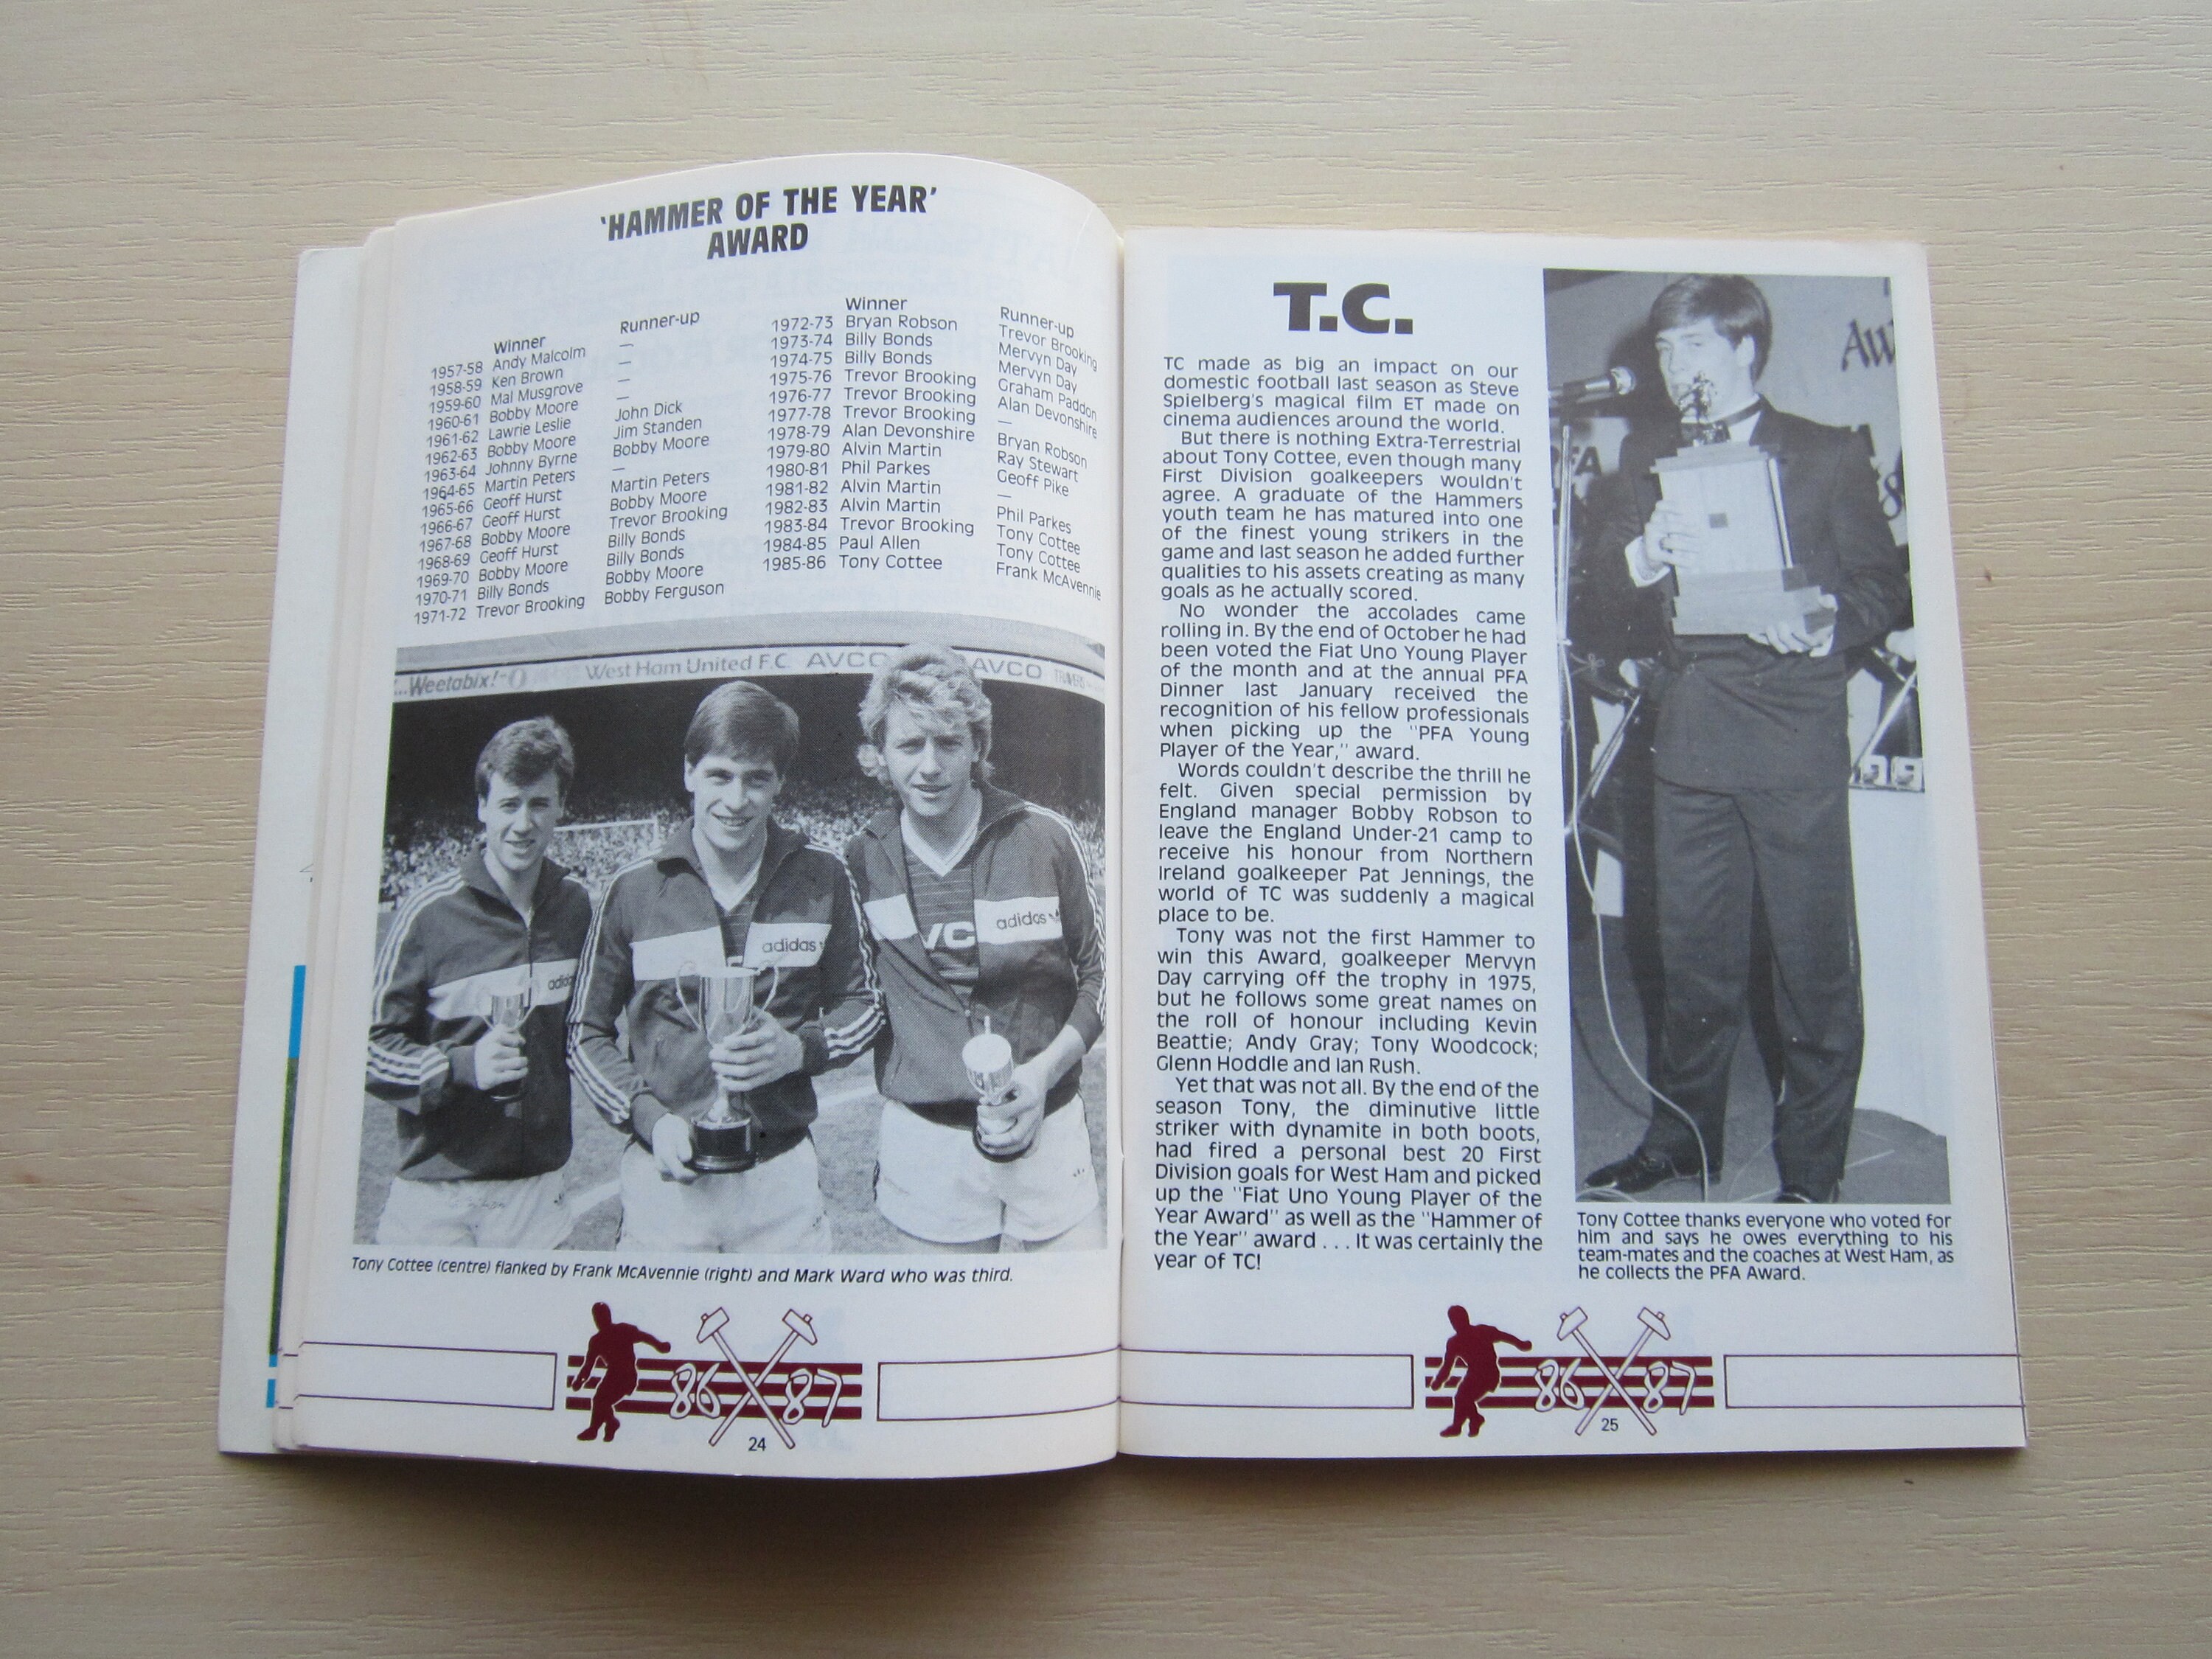 'HAMMER OF THE YEAR'
AWARD
Winner Runner-up
1957-58 Andy Malcolm —
1958-59 Ken Brown —
1959-60 Mal Musgrove —
1960-61 Bobby Moore —
1961-62 Lawrie Leslie John Dick
1962-63 Bobby Moore Jim Standen
1963-64 Johnny Byrne Bobby Moore
1964-65 Martin Peters —
1965-66 Geoff Hurst Martin Peters
1966-67 Geoff Hurst Bobby Moore
1967-68 Bobby Moore Trevor Brooking
1968-69 Geoff Hurst Billy Bonds
1969-70 Bobby Moore Billy Bonds
1970-71 Billy Bonds Bobby Moore
1971-72 Trevor Brooking Bobby Ferguson
Winner Runner-up
1972-73 Bryan Robson Trevor Brooking
1973-74 Billy Bonds Mervyn Day
1974-75 Billy Bonds Mervyn Day
1975-76 Trevor Brooking Graham Paddon
1976-77 Trevor Brooking Alan Devonshire
1977-78 Trevor Brooking —
1978-79 Alan Devonshire Bryan Robson
1979-80 Alvin Martin Ray Stewart
1980-81 Phil Parkes Geoff Pike
1981-82 Alvin Martin —
1982-83 Alvin Martin Phil Parkes
1983-84 Trevor Brooking Tony Cottee
1984-85 Paul Allen Tony Cottee
1985-86 Tony Cottee Frank McAvennie
...Weetabix! West Ham United F.C. AVCO AVCO
adidas
adidas
adidas
VC
Tony Cottee (centre) flanked by Frank McAvennie (right) and Mark Ward who was third.
86 87
24
T.C.
TC made as big an impact on our
domestic football last season as Steve
Spielberg's magical film ET made on
cinema audiences around the world.
But there is nothing Extra-Terrestrial
about Tony Cottee, even though many
First Division goalkeepers wouldn't
agree. A graduate of the Hammers
youth team he has matured into one
of the finest young strikers in the
game and last season he added further
qualities to his assets creating as many
goals as he actually scored.
No wonder the accolades came
rolling in. By the end of October he had
been voted the Fiat Uno Young Player
of the month and at the annual PFA
Dinner last January received the
recognition of his fellow professionals
when picking up the "PFA Young
Player of the Year," award.
Words couldn't describe the thrill he
felt. Given special permission by
England manager Bobby Robson to
leave the England Under-21 camp to
receive his honour from Northern
Ireland goalkeeper Pat Jennings, the
world of TC was suddenly a magical
place to be.
Tony was not the first Hammer to
win this Award, goalkeeper Mervyn
Day carrying off the trophy in 1975,
but he follows some great names on
the roll of honour including Kevin
Beattie; Andy Gray; Tony Woodcock;
Glenn Hoddle and Ian Rush.
Yet that was not all. By the end of the
season Tony, the diminutive little
striker with dynamite in both boots,
had fired a personal best 20 First
Division goals for West Ham and picked
up the "Fiat Uno Young Player of the
Year Award" as well as the "Hammer of
the Year" award . . . It was certainly the
year of TC!
Aw
Tony Cottee thanks everyone who voted for
him and says he owes everything to his
team-mates and the coaches at West Ham, as
he collects the PFA Award.
86 87
25